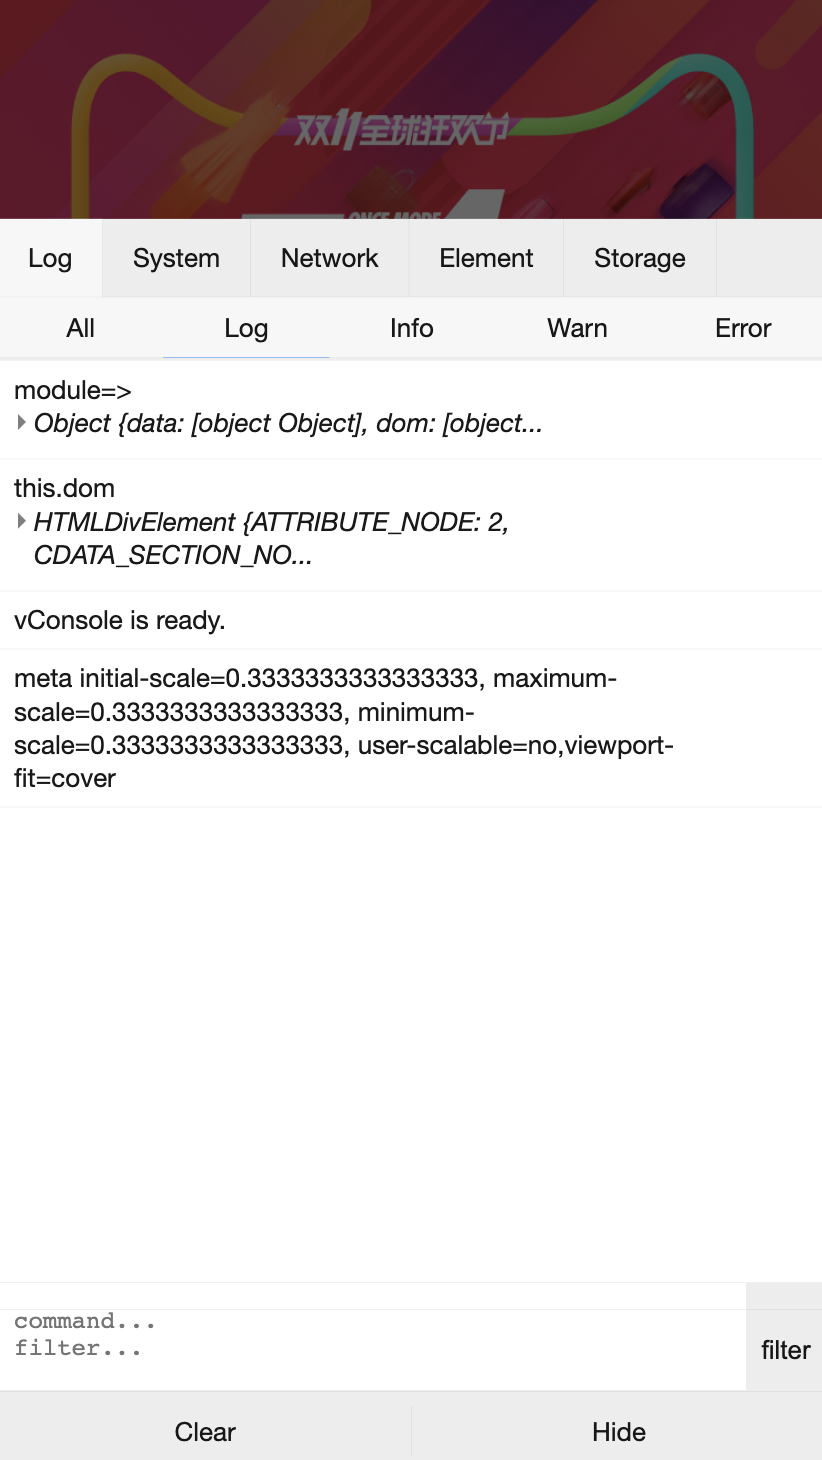 双11全球狂欢节
ONCE MORE
Log
System
Network
Element
Storage
All
Log
Info
Warn
Error
module=>
Object {data: [object Object], dom: [object...
this.dom
HTMLDivElement {ATTRIBUTE_NODE: 2,
CDATA_SECTION_NO...
vConsole is ready.
meta initial-scale=0.3333333333333333, maximum-
scale=0.3333333333333333, minimum-
scale=0.3333333333333333, user-scalable=no,viewport-
fit=cover
command...
filter...
filter
Clear
Hide